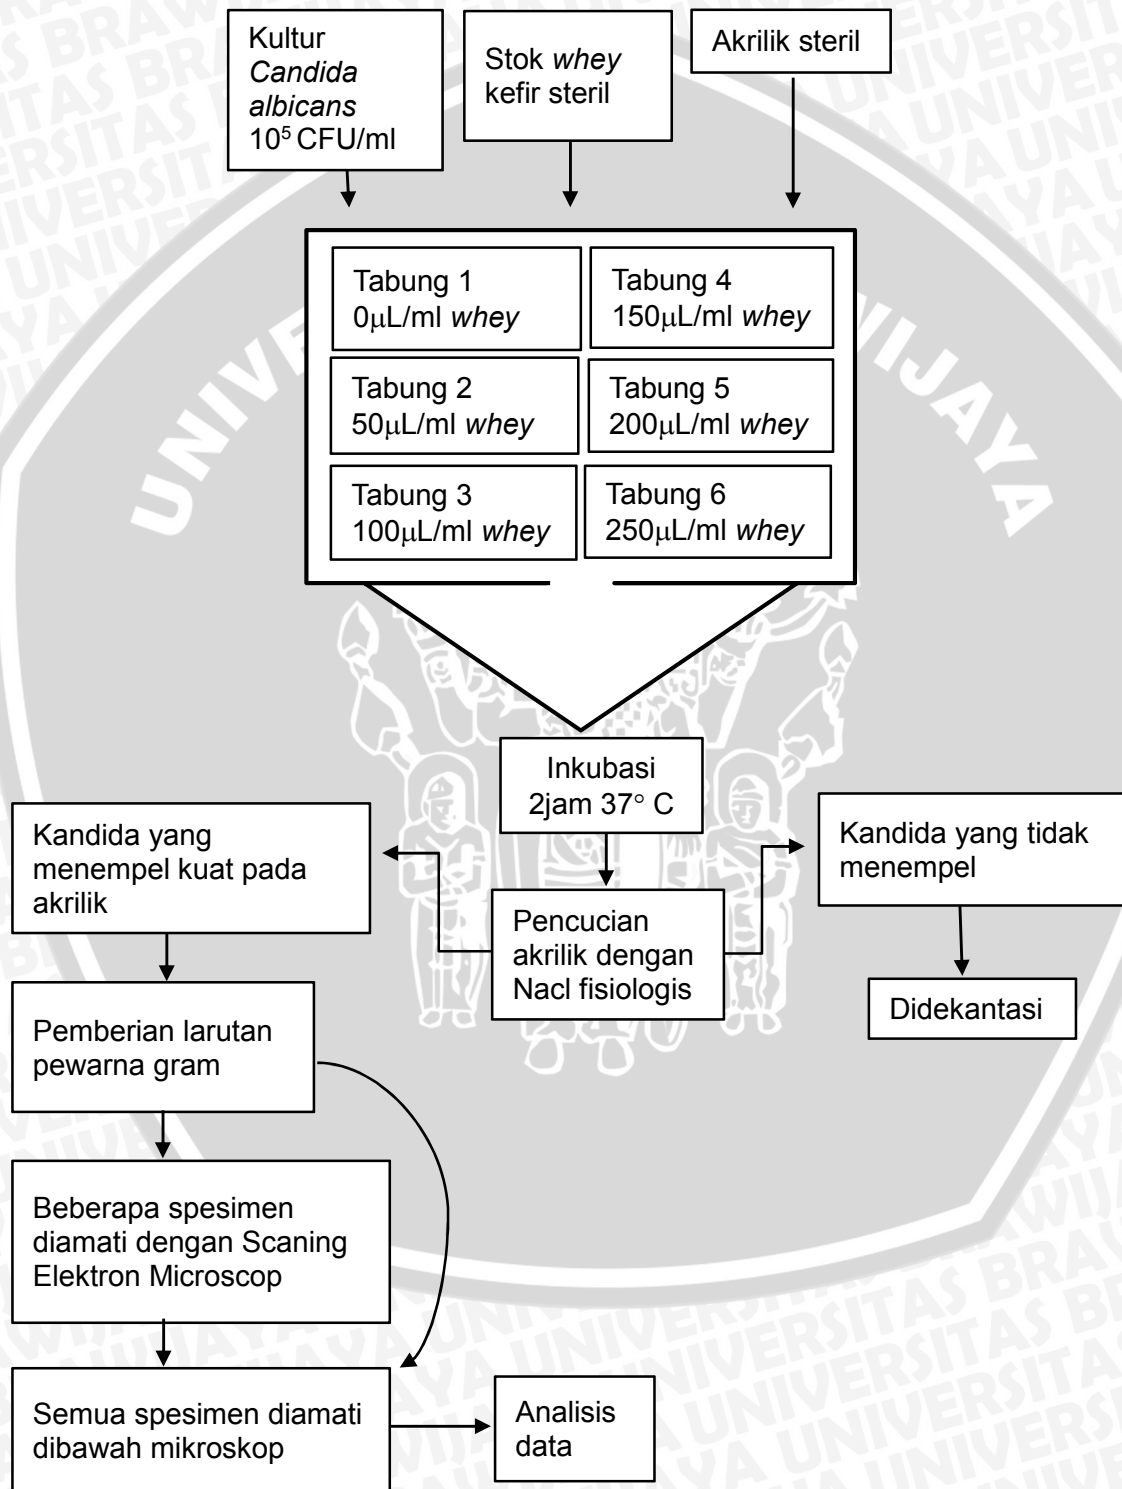 Kultur
Candida
albicans
10⁵ CFU/ml
Stok whey
kefir steril
Akrilik steril
Tabung 1
0μL/ml whey
Tabung 4
150μL/ml whey
Tabung 2
50μL/ml whey
Tabung 5
200μL/ml whey
Tabung 3
100μL/ml whey
Tabung 6
250μL/ml whey
Inkubasi
2jam 37° C
Kandida yang
menempel kuat pada
akrilik
Kandida yang tidak
menempel
Pencucian
akrilik dengan
Nacl fisiologis
Didekantasi
Pemberian larutan
pewarna gram
Beberapa spesimen
diamati dengan Scaning
Elektron Microscop
Semua spesimen diamati
dibawah mikroskop
Analisis
data